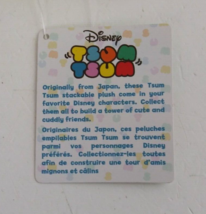 Disney
TSUM
TSUM
Originally from Japan, these Tsum
Tsum stackable plush come in your
favorite Disney characters. Collect
them all to build a tower of cute and
cuddly friends.
Originaires du Japon, ces peluches
empilables Tsum Tsum se trouvent
parmi vos personnages Disney
préférés. Collectionnez-les toutes
afin de construire une tour d'amis
mignons et câlins